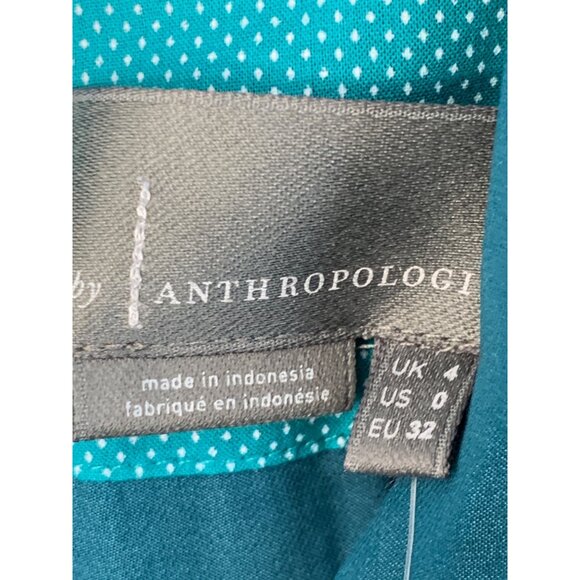 by | ANTHROPOLOGI
made in indonesia
fabriqué en indonésie
UK 4
US 0
EU 32